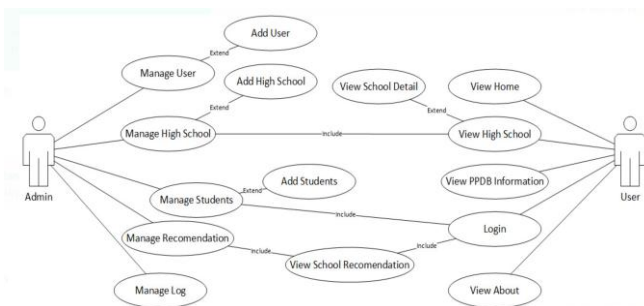 Add User
Extend
Manage User
Add High School
View School Detail
View Home
Extend
Extend
Manage High School
Include
View High School
Admin
User
Add Students
View PPDB Information
Extend
Manage Students
Include
Login
Manage Recomendation
Include
Include
View School Recomendation
Manage Log
View About